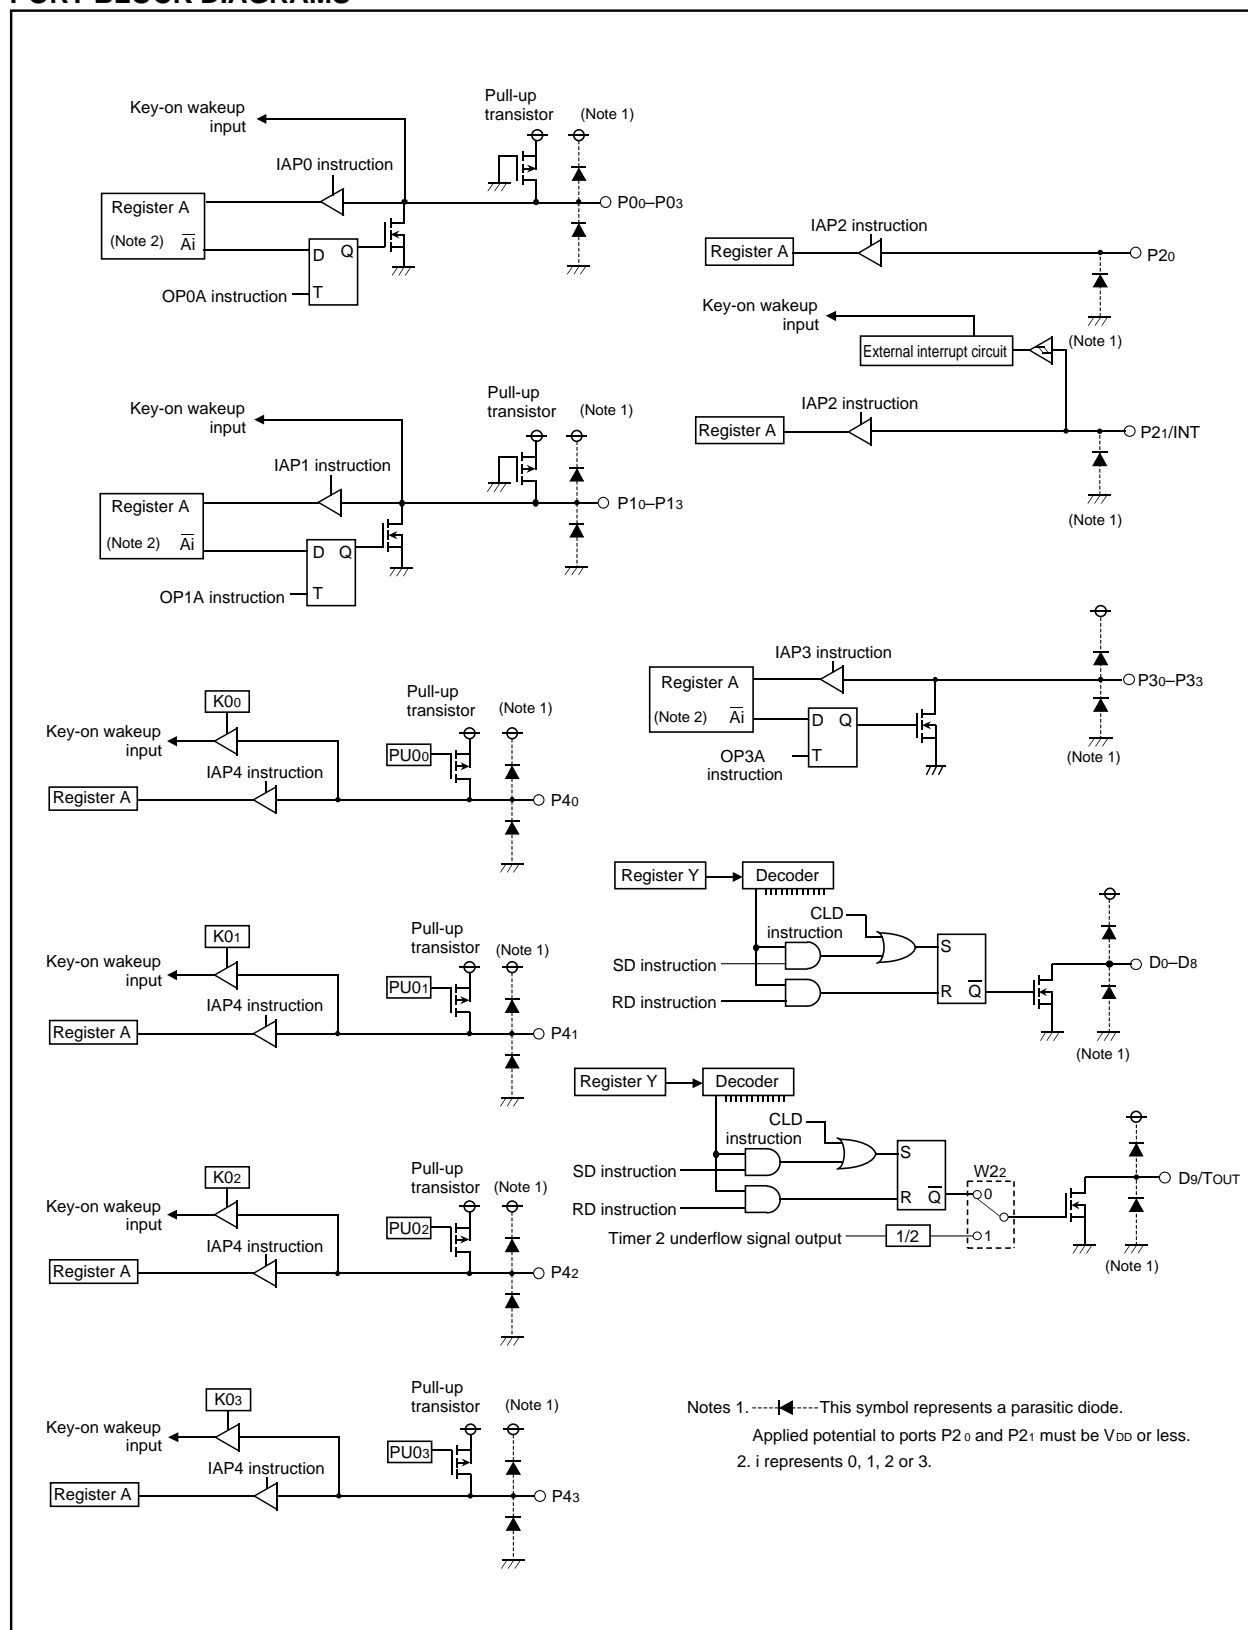 PORT BLOCK DIAGRAMS
Key-on wakeup
input
Pull-up
transistor
(Note 1)
IAP0 instruction
Register A
(Note 2) Ai
D Q
T
OP0A instruction
P00–P03
Key-on wakeup
input
Pull-up
transistor
(Note 1)
IAP1 instruction
Register A
(Note 2) Ai
D Q
T
OP1A instruction
P10–P13
K00
Key-on wakeup
input
IAP4 instruction
Register A
Pull-up
transistor
(Note 1)
PU00
P40
K01
Key-on wakeup
input
IAP4 instruction
Register A
Pull-up
transistor
(Note 1)
PU01
P41
K02
Key-on wakeup
input
IAP4 instruction
Register A
Pull-up
transistor
(Note 1)
PU02
P42
K03
Key-on wakeup
input
IAP4 instruction
Register A
Pull-up
transistor
(Note 1)
PU03
P43
IAP2 instruction
Register A
P20
(Note 1)
Key-on wakeup
input
External interrupt circuit
IAP2 instruction
Register A
P21/INT
(Note 1)
IAP3 instruction
Register A
(Note 2) Ai
D Q
T
OP3A
instruction
P30–P33
(Note 1)
Register Y
Decoder
CLD
instruction
SD instruction
RD instruction
S
R Q
D0–D8
(Note 1)
Register Y
Decoder
CLD
instruction
SD instruction
RD instruction
S
R Q
W22
0
1
Timer 2 underflow signal output
1/2
D9/TOUT
(Note 1)
Notes 1. This symbol represents a parasitic diode.
Applied potential to ports P20 and P21 must be VDD or less.
2. i represents 0, 1, 2 or 3.